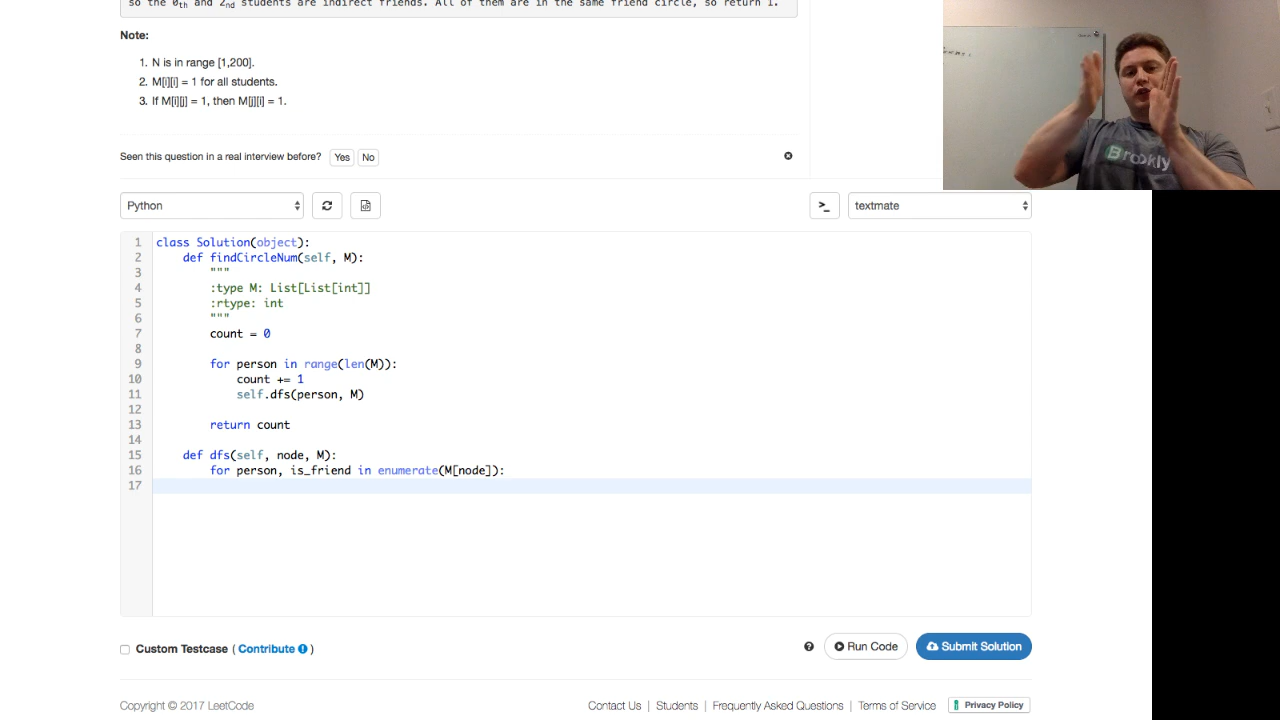 so the 0th and 2nd students are indirect friends. All of them are in the same friend circle, so return 1.
Note:
1. N is in range [1,200].
2. M[i][i] = 1 for all students.
3. If M[i][j] = 1, then M[j][i] = 1.
Seen this question in a real interview before? Yes No
Python
>_
textmate
1 class Solution(object):
2 def findCircleNum(self, M):
3 """
4 :type M: List[List[int]]
5 :rtype: int
6 """
7 count = 0
8
9 for person in range(len(M)):
10 count += 1
11 self.dfs(person, M)
12
13 return count
14
15 def dfs(self, node, M):
16 for person, is_friend in enumerate(M[node]):
17
Custom Testcase ( Contribute )
Run Code
Submit Solution
Copyright © 2017 LeetCode
Contact Us | Students | Frequently Asked Questions | Terms of Service
Privacy Policy
Brookly